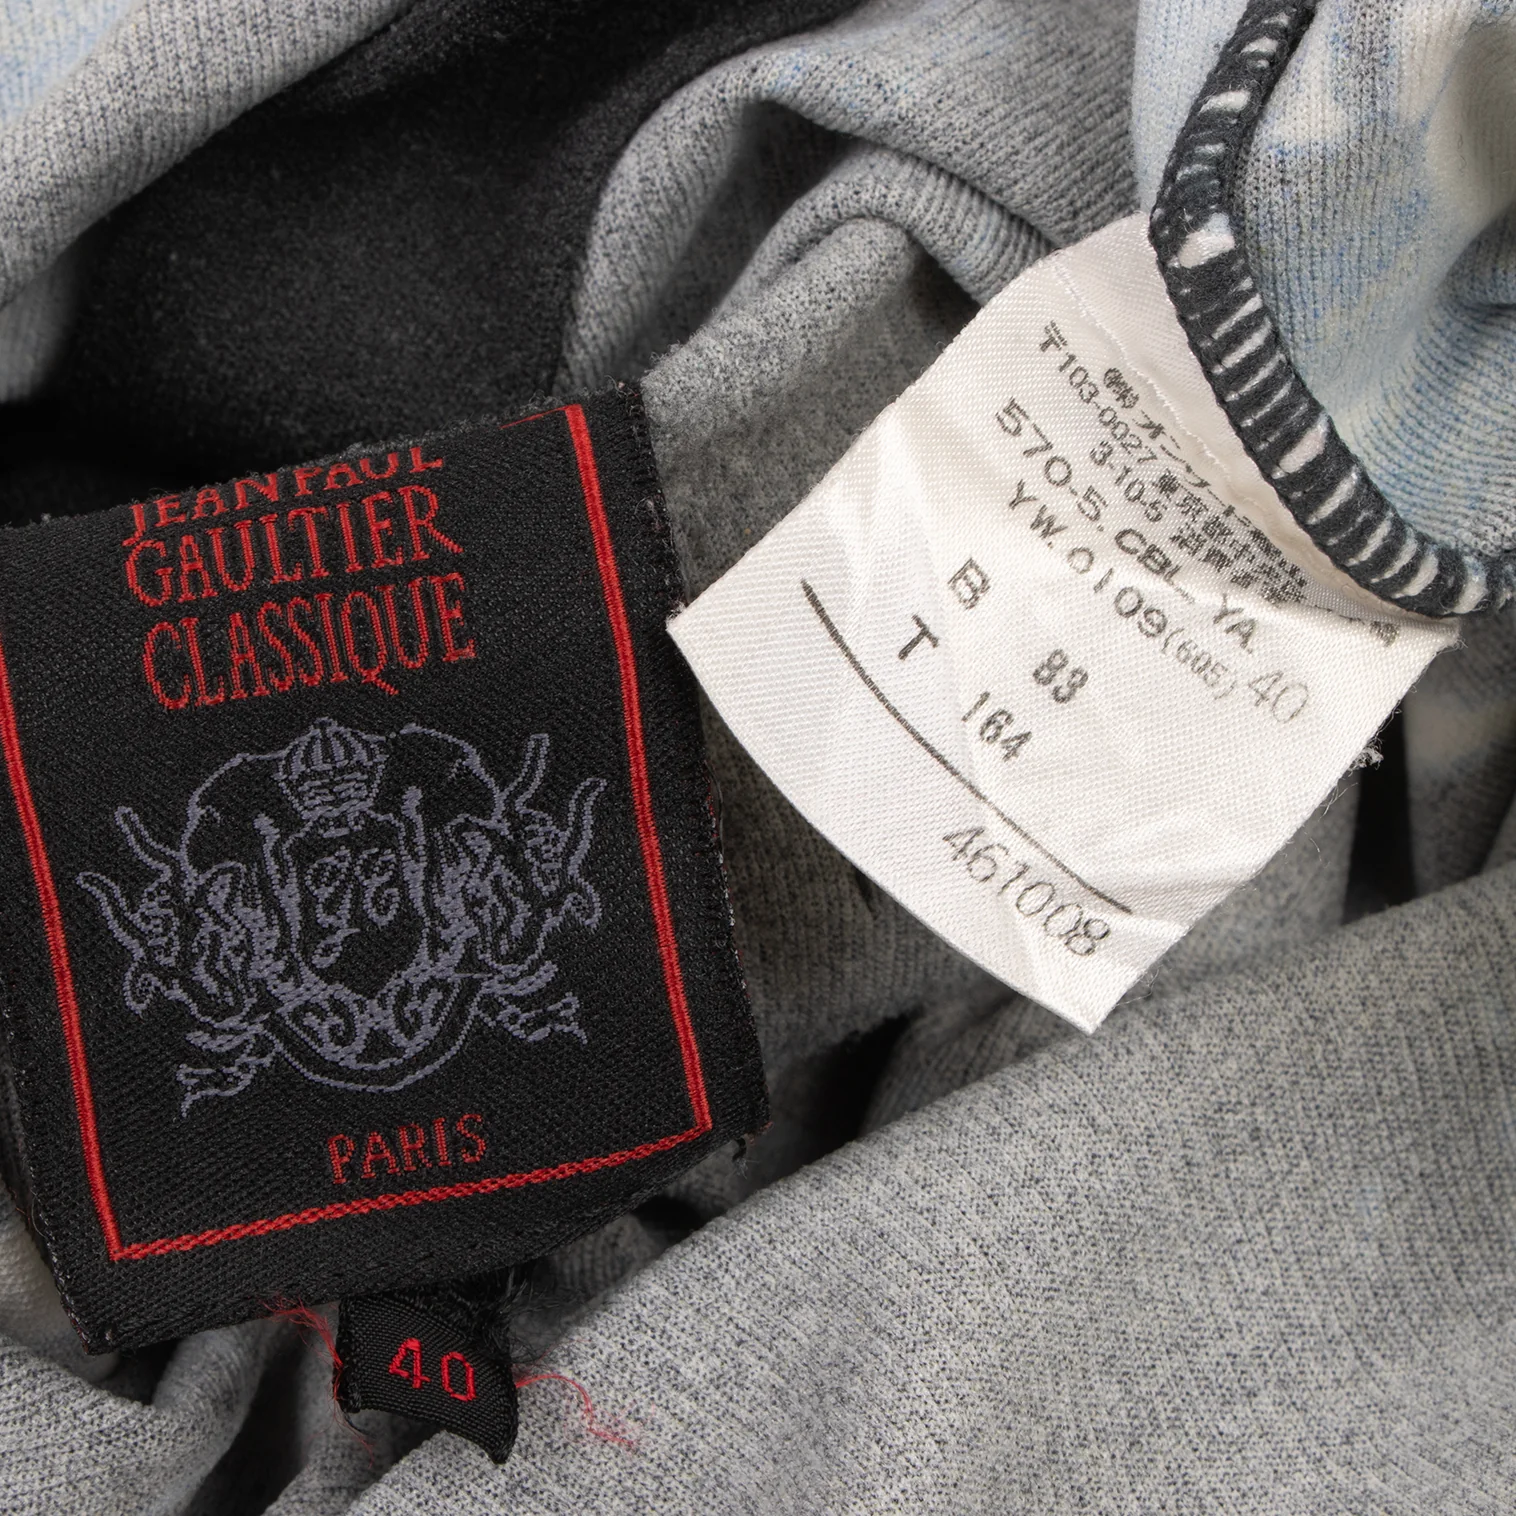 JEAN PAUL
GAULTIER
CLASSIQUE
PARIS
40
〒103-0027
3-10-5
570-5. CBL. YA.
YW.0109(605) 40
B 83
T 164
461008